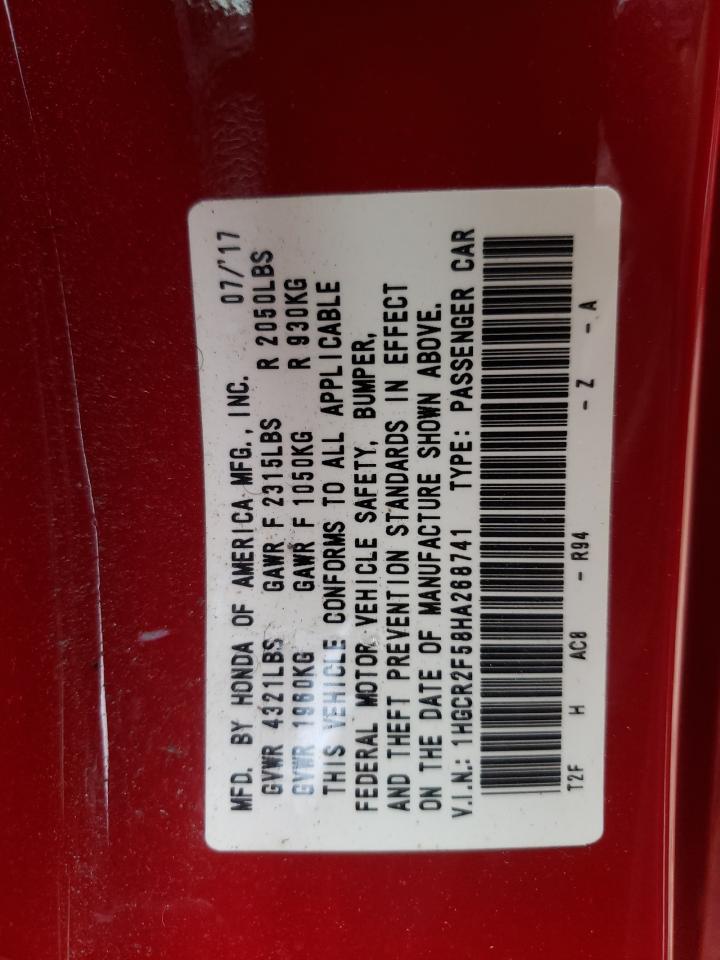 MFD. BY HONDA OF AMERICA MFG., INC. 07/'17
GVWR 4321LBS GAWR F 2315LBS R 2050LBS
GVWR 1960KG GAWR F 1050KG R 930KG
THIS VEHICLE CONFORMS TO ALL APPLICABLE
FEDERAL MOTOR VEHICLE SAFETY, BUMPER,
AND THEFT PREVENTION STANDARDS IN EFFECT
ON THE DATE OF MANUFACTURE SHOWN ABOVE.
V.I.N.: 1HGCR2F58HA268741 TYPE: PASSENGER CAR
T2F H AC8 - R94 - Z - A